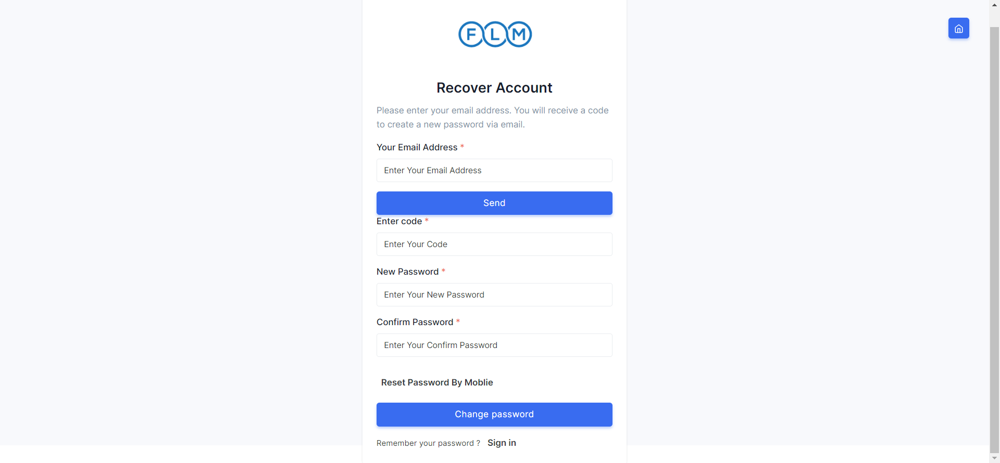 FLM
Recover Account
Please enter your email address. You will receive a code
to create a new password via email.
Your Email Address *
Enter Your Email Address
Send
Enter code *
Enter Your Code
New Password *
Enter Your New Password
Confirm Password *
Enter Your Confirm Password
Reset Password By Moblie
Change password
Remember your password ? Sign in